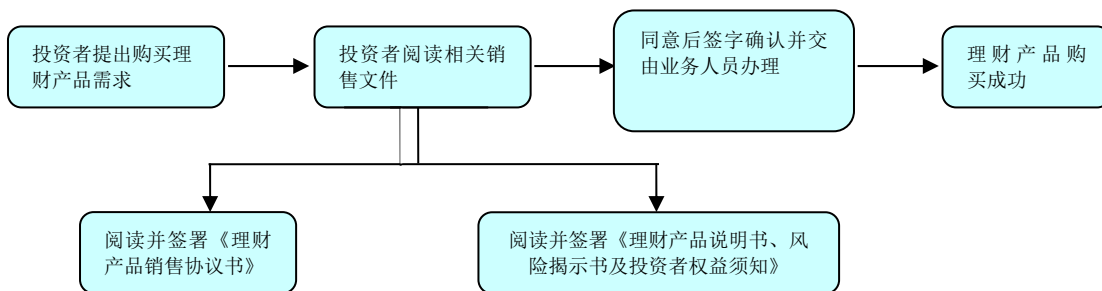 投资者提出购买理
财产品需求
投资者阅读相关销
售文件
同意后签字确认并交
由业务人员办理
理财产品购
买成功
阅读并签署《理财
产品销售协议书》
阅读并签署《理财产品说明书、风
险揭示书及投资者权益须知》